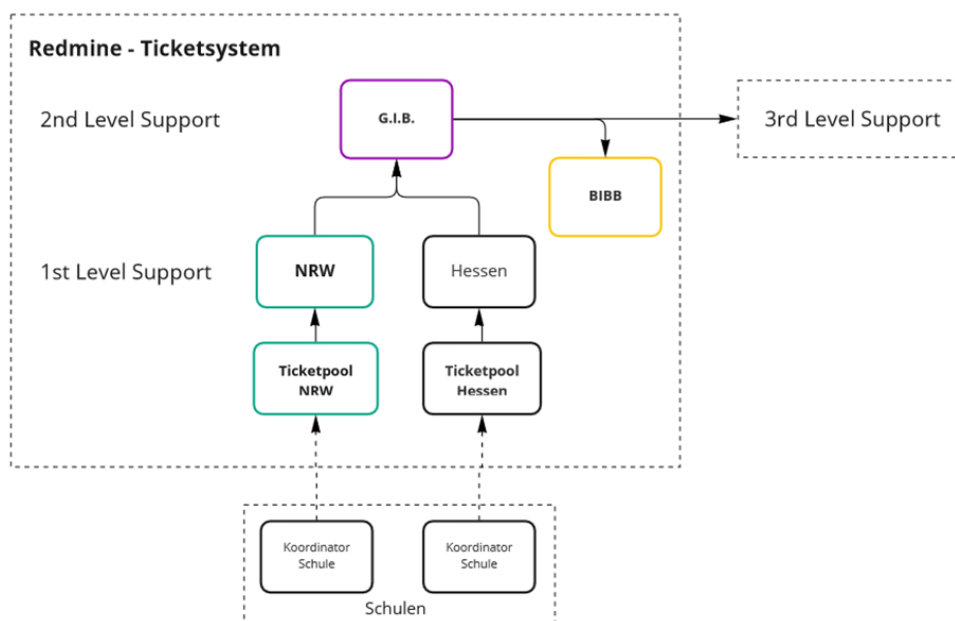 Redmine - Ticketsystem
2nd Level Support
G.I.B.
3rd Level Support
BIBB
1st Level Support
NRW
Hessen
Ticketpool
NRW
Ticketpool
Hessen
Koordinator
Schule
Koordinator
Schule
Schulen